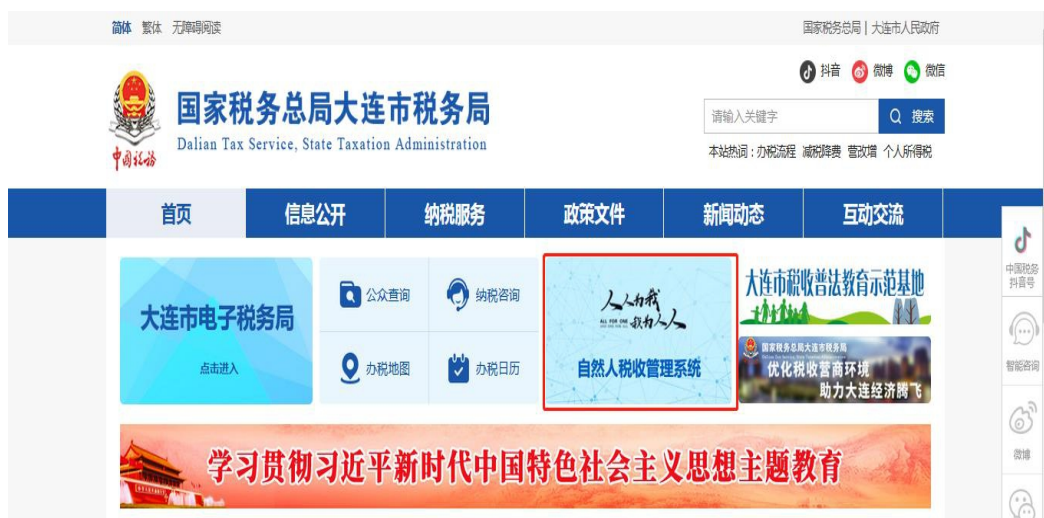 简体 繁体 无障碍阅读
国家税务总局 | 大连市人民政府
抖音 微博 微信
中国税务
国家税务总局大连市税务局
Dalian Tax Service, State Taxation Administration
请输入关键字 搜索
本站热词：办税流程 减税降费 营改增 个人所得税
首页 信息公开 纳税服务 政策文件 新闻动态 互动交流
大连市电子税务局
点击进入
公众查询 纳税咨询
办税地图 办税日历
人人为我
ALL FOR ONE
我为人人
自然人税收管理系统
大连市税收普法教育示范基地
国家税务总局大连市税务局
优化税收营商环境
助力大连经济腾飞
学习贯彻习近平新时代中国特色社会主义思想主题教育
中国税务
抖音号
智能咨询
微博